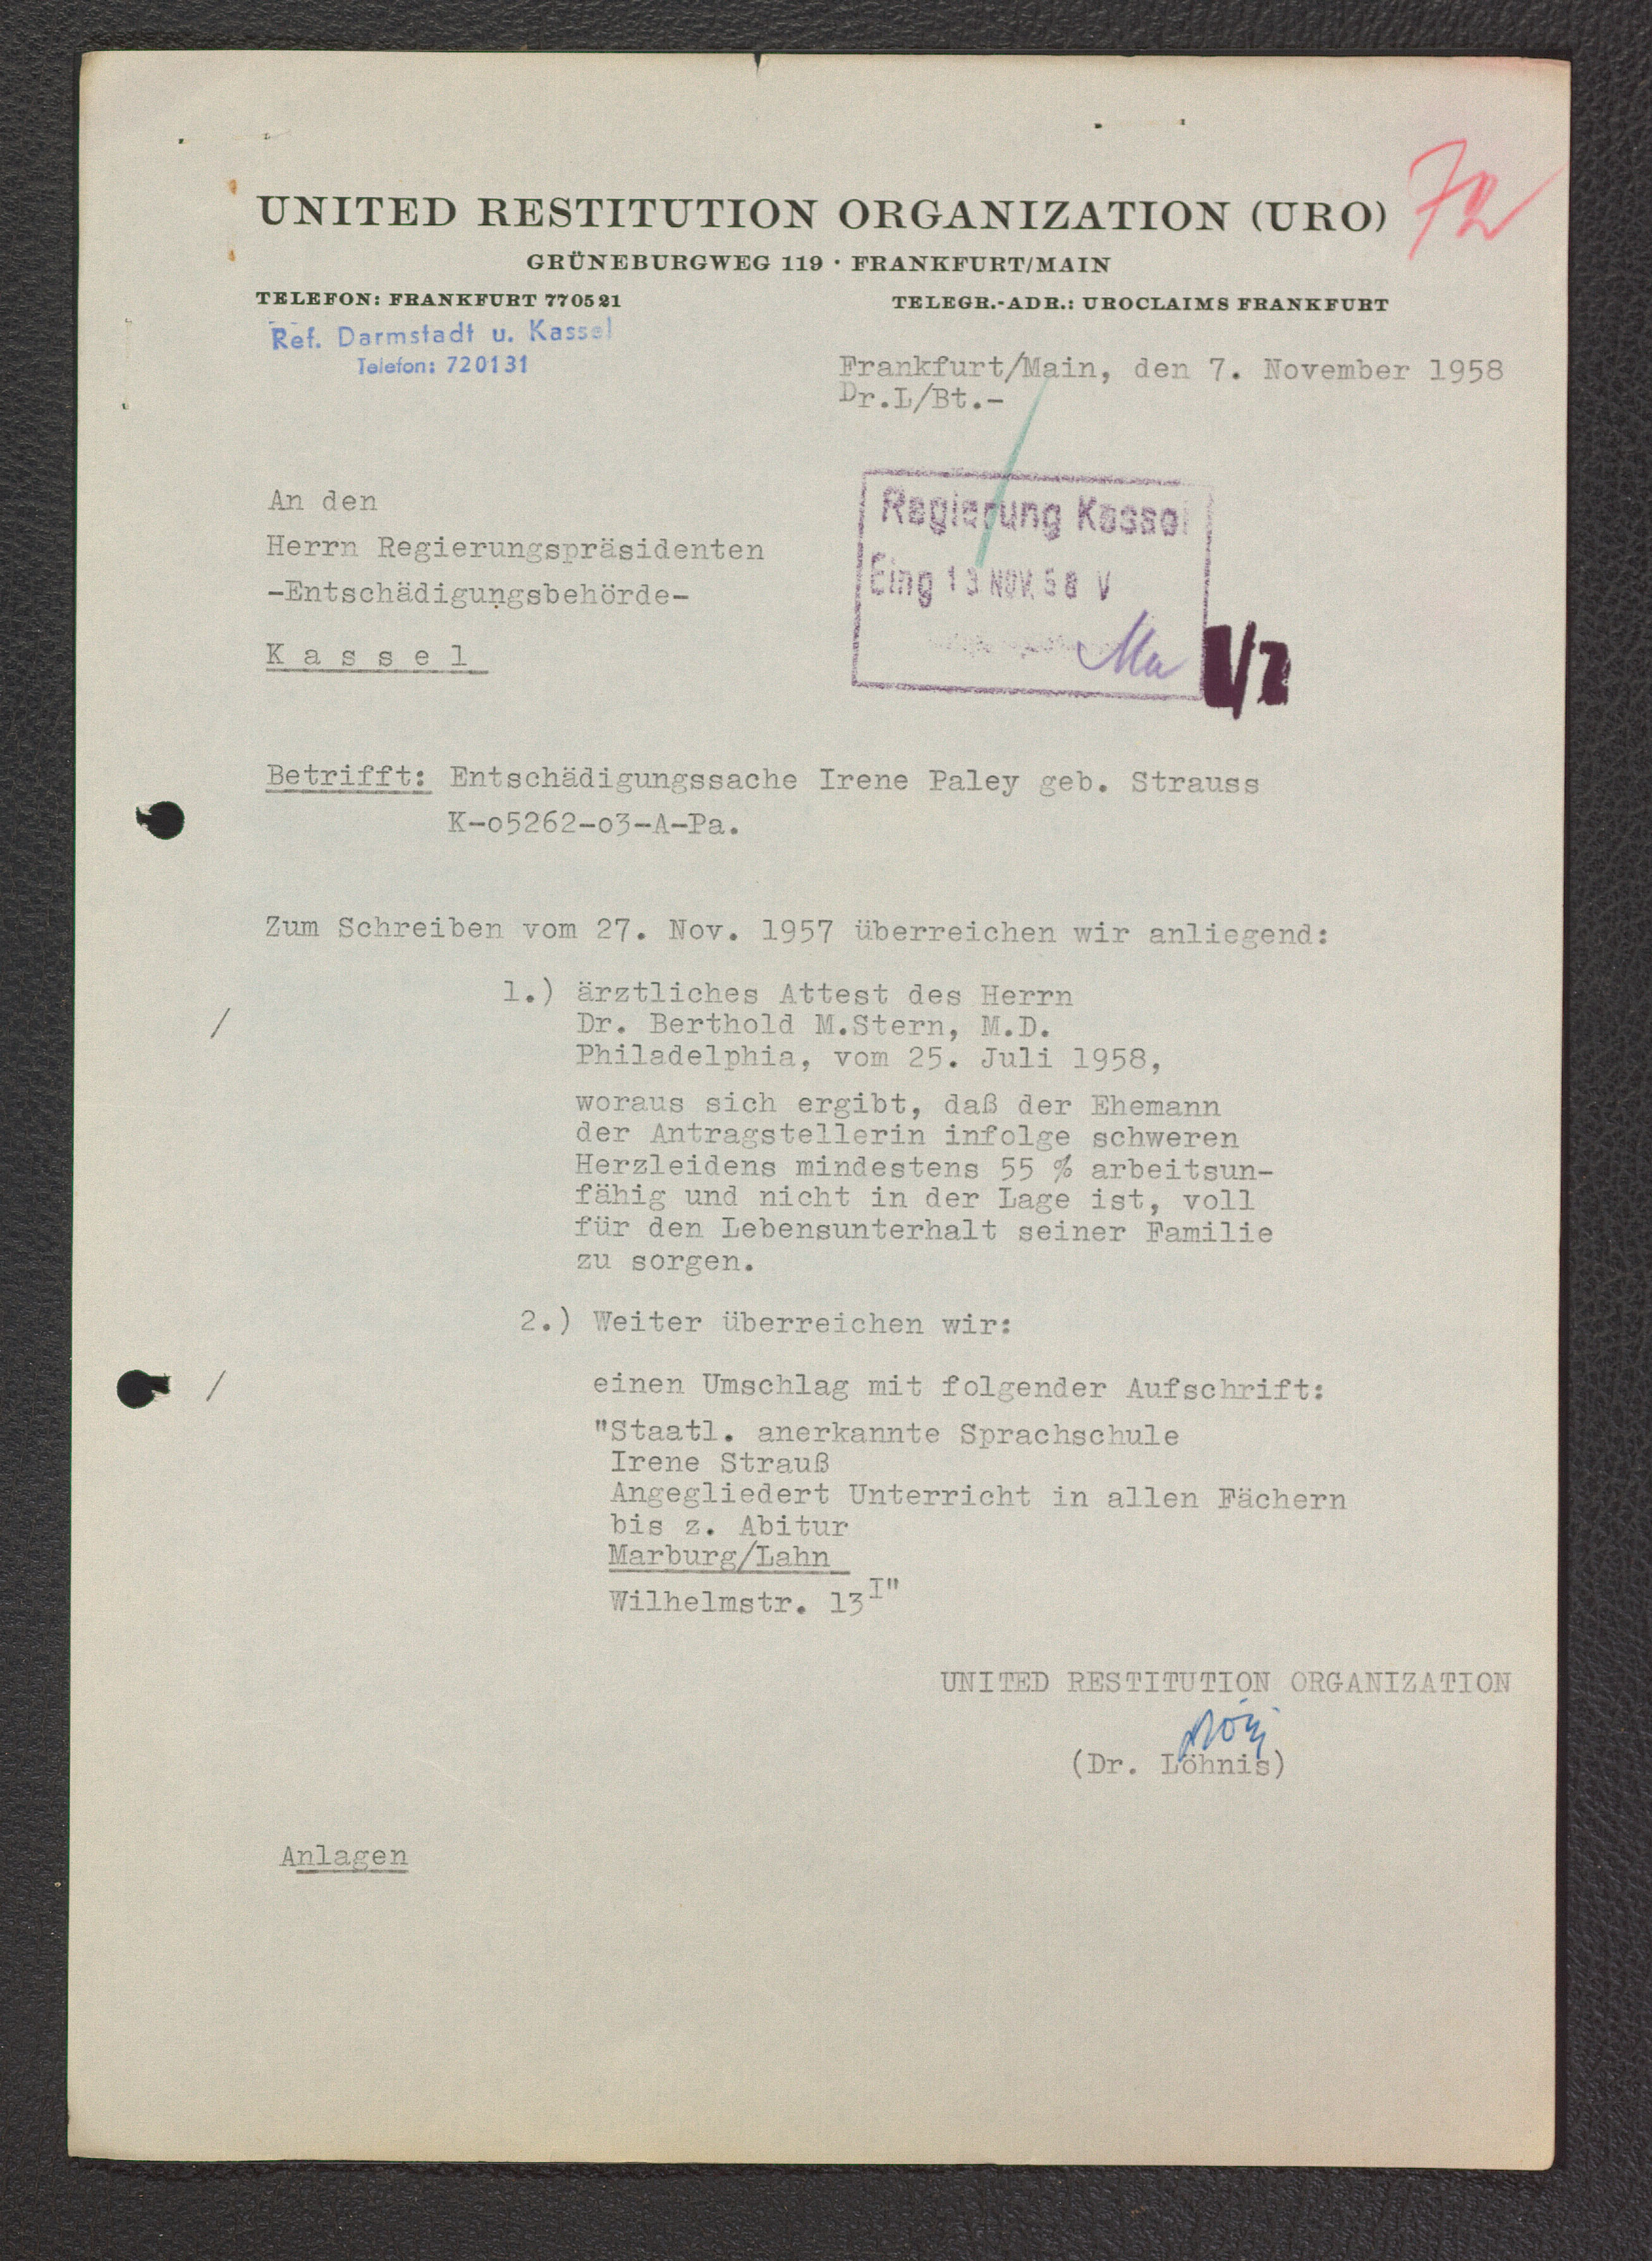 72
UNITED RESTITUTION ORGANIZATION (URO)
GRÜNEBURGWEG 119 · FRANKFURT/MAIN
TELEFON: FRANKFURT 770521
TELEGR.-ADR.: UROCLAIMS FRANKFURT
Ref. Darmstadt u. Kassel
Telefon: 720131
Frankfurt/Main, den 7. November 1958
Dr.L/Bt.-
An den
Herrn Regierungspräsidenten
-Entschädigungsbehörde-
K a s s e l
Regierung Kassel
Eing 13 NOV. 58 V
Betrifft: Entschädigungssache Irene Paley geb. Strauss
K-o5262-o3-A-Pa.
Zum Schreiben vom 27. Nov. 1957 überreichen wir anliegend:
1.) ärztliches Attest des Herrn
/
Dr. Berthold M.Stern, M.D.
Philadelphia, vom 25. Juli 1958,
woraus sich ergibt, daß der Ehemann
der Antragstellerin infolge schweren
Herzleidens mindestens 55 % arbeitsun-
fähig und nicht in der Lage ist, voll
für den Lebensunterhalt seiner Familie
zu sorgen.
2.) Weiter überreichen wir:
/ einen Umschlag mit folgender Aufschrift:
"Staatl. anerkannte Sprachschule
Irene Strauß
Angegliedert Unterricht in allen Fächern
bis z. Abitur
Marburg/Lahn
Wilhelmstr. 13 I"
UNITED RESTITUTION ORGANIZATION
(Dr. Löhnis)
Anlagen